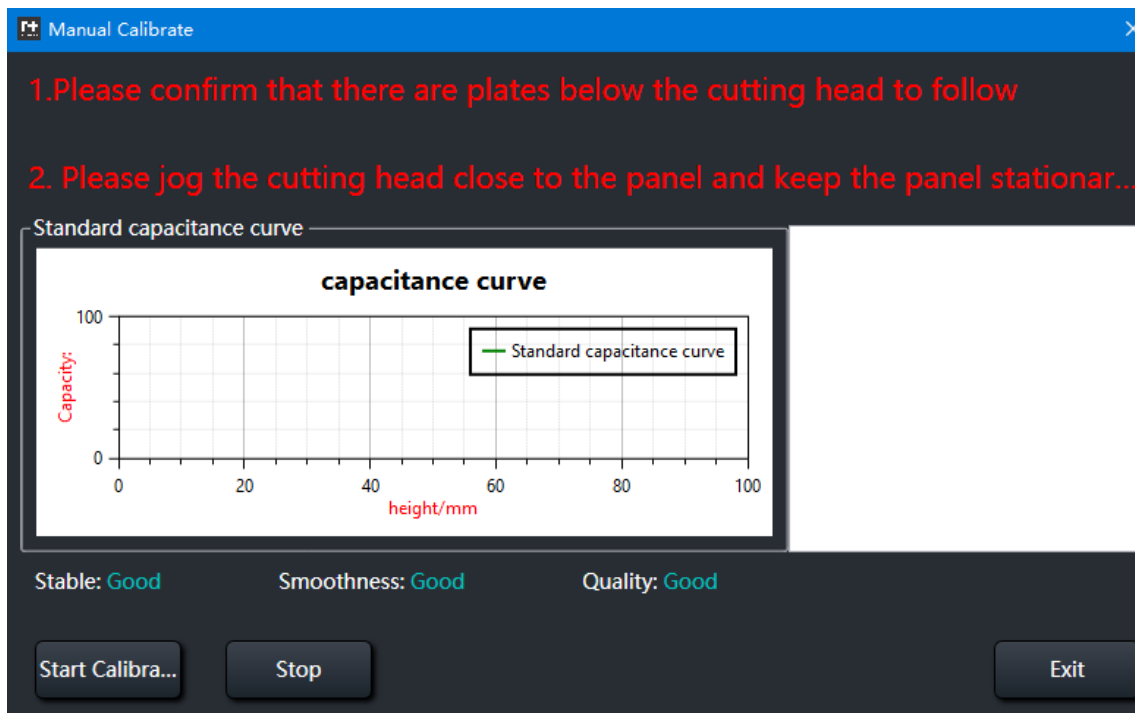 Manual Calibrate
1.Please confirm that there are plates below the cutting head to follow
2. Please jog the cutting head close to the panel and keep the panel stationar...
Standard capacitance curve
capacitance curve
100
Standard capacitance curve
Capacity:
0
0 20 40 60 80 100
height/mm
Stable: Good Smoothness: Good Quality: Good
Start Calibra... Stop Exit